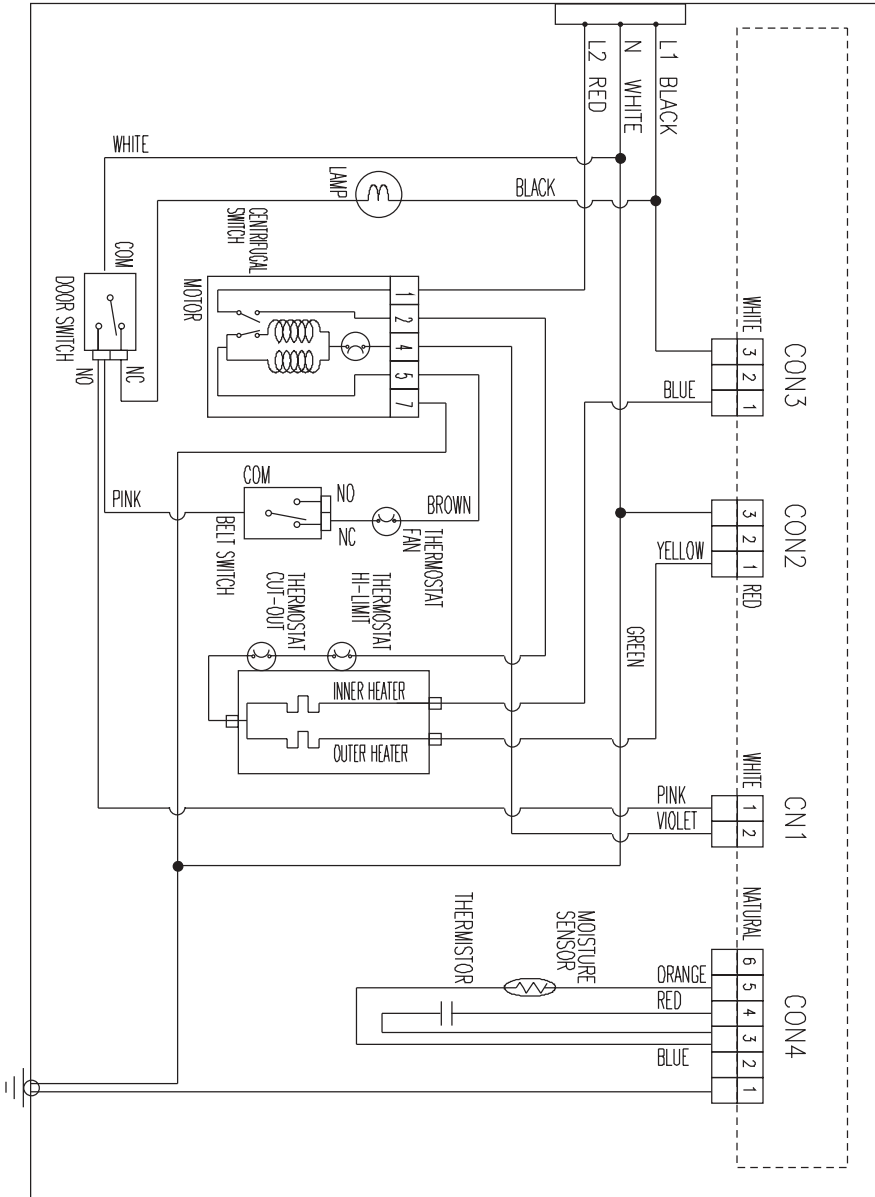 L2 RED
N WHITE
L1 BLACK
WHITE
LAMP
BLACK
CENTRIFUCAL
SWITCH
MOTOR
1
2
4
5
7
COM
DOOR SWITCH
NO
NC
WHITE
CON3
3
2
1
BLUE
PINK
COM
NO
NC
BELT SWITCH
BROWN
THERMOSTAT
FAN
CON2
3
2
1
RED
YELLOW
GREEN
THERMOSTAT
HI-LIMIT
THERMOSTAT
CUT-OUT
INNER HEATER
OUTER HEATER
WHITE
CN1
PINK
1
VIOLET
2
NATURAL
CON4
6
5
4
3
2
1
ORANGE
RED
BLUE
MOISTURE
SENSOR
THERMISTOR